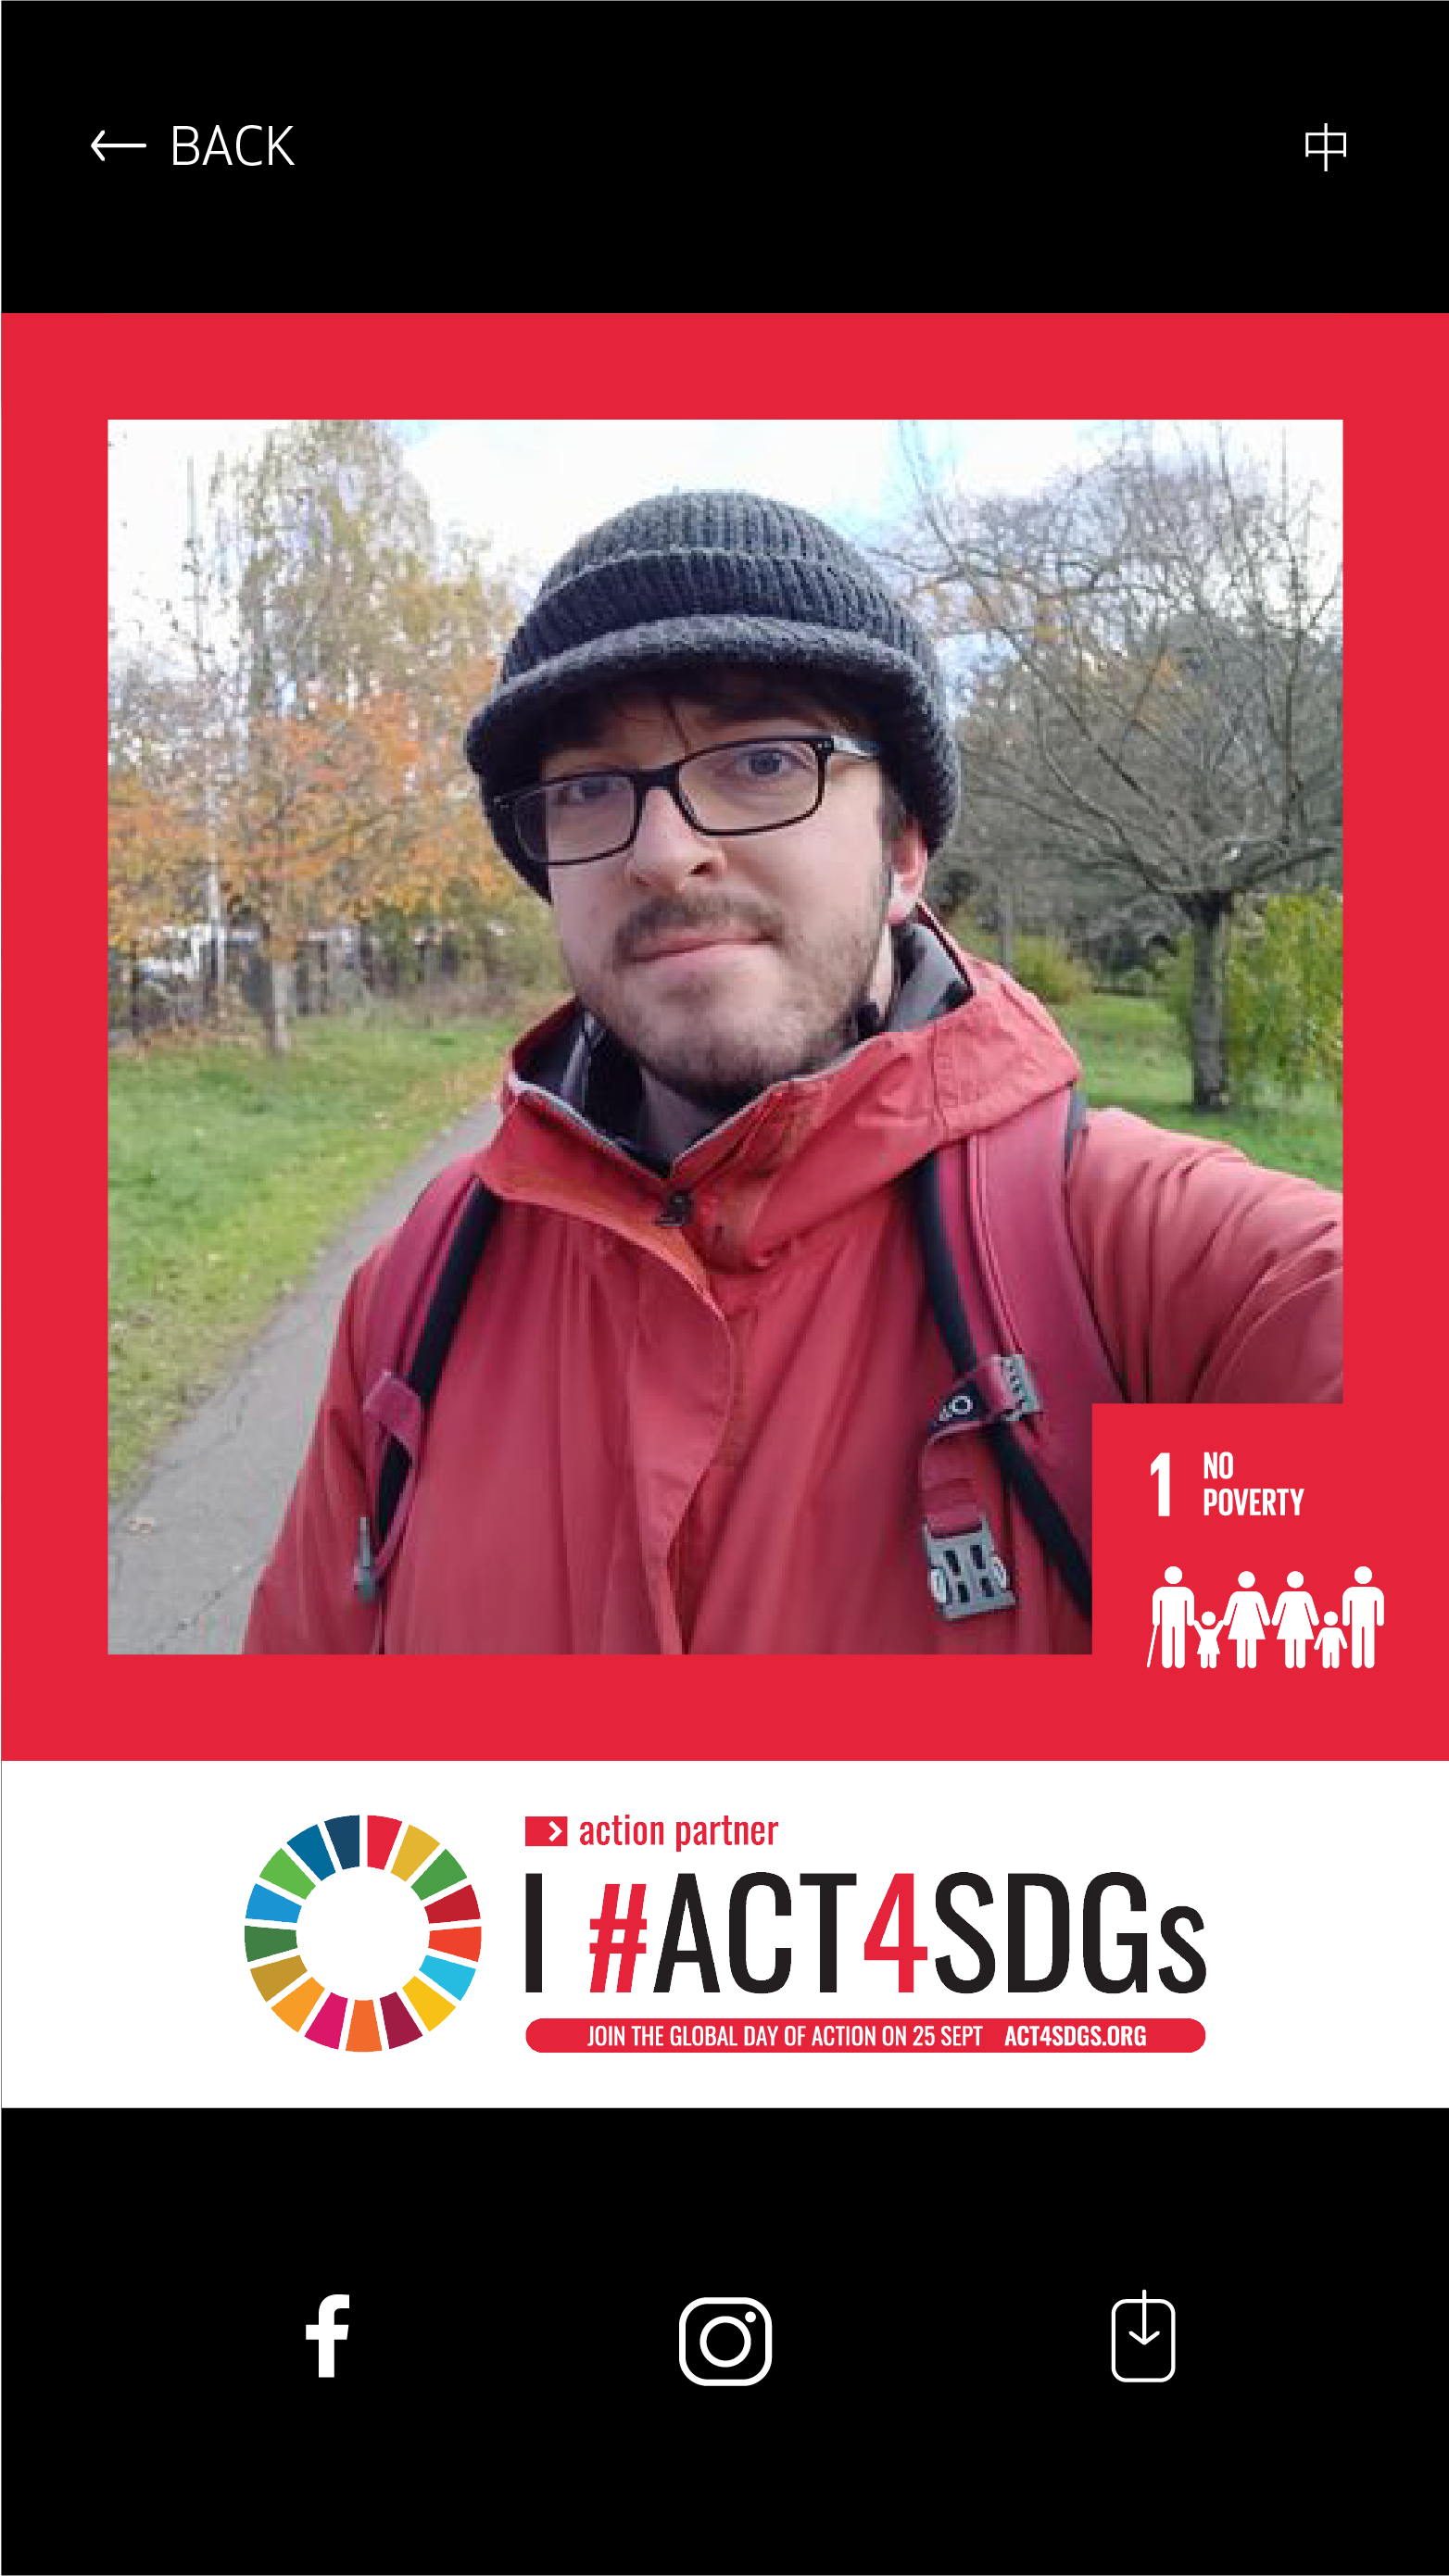 BACK
中
1 NO
POVERTY
action partner
I #ACT4SDGs
JOIN THE GLOBAL DAY OF ACTION ON 25 SEPT ACT4SDGS.ORG